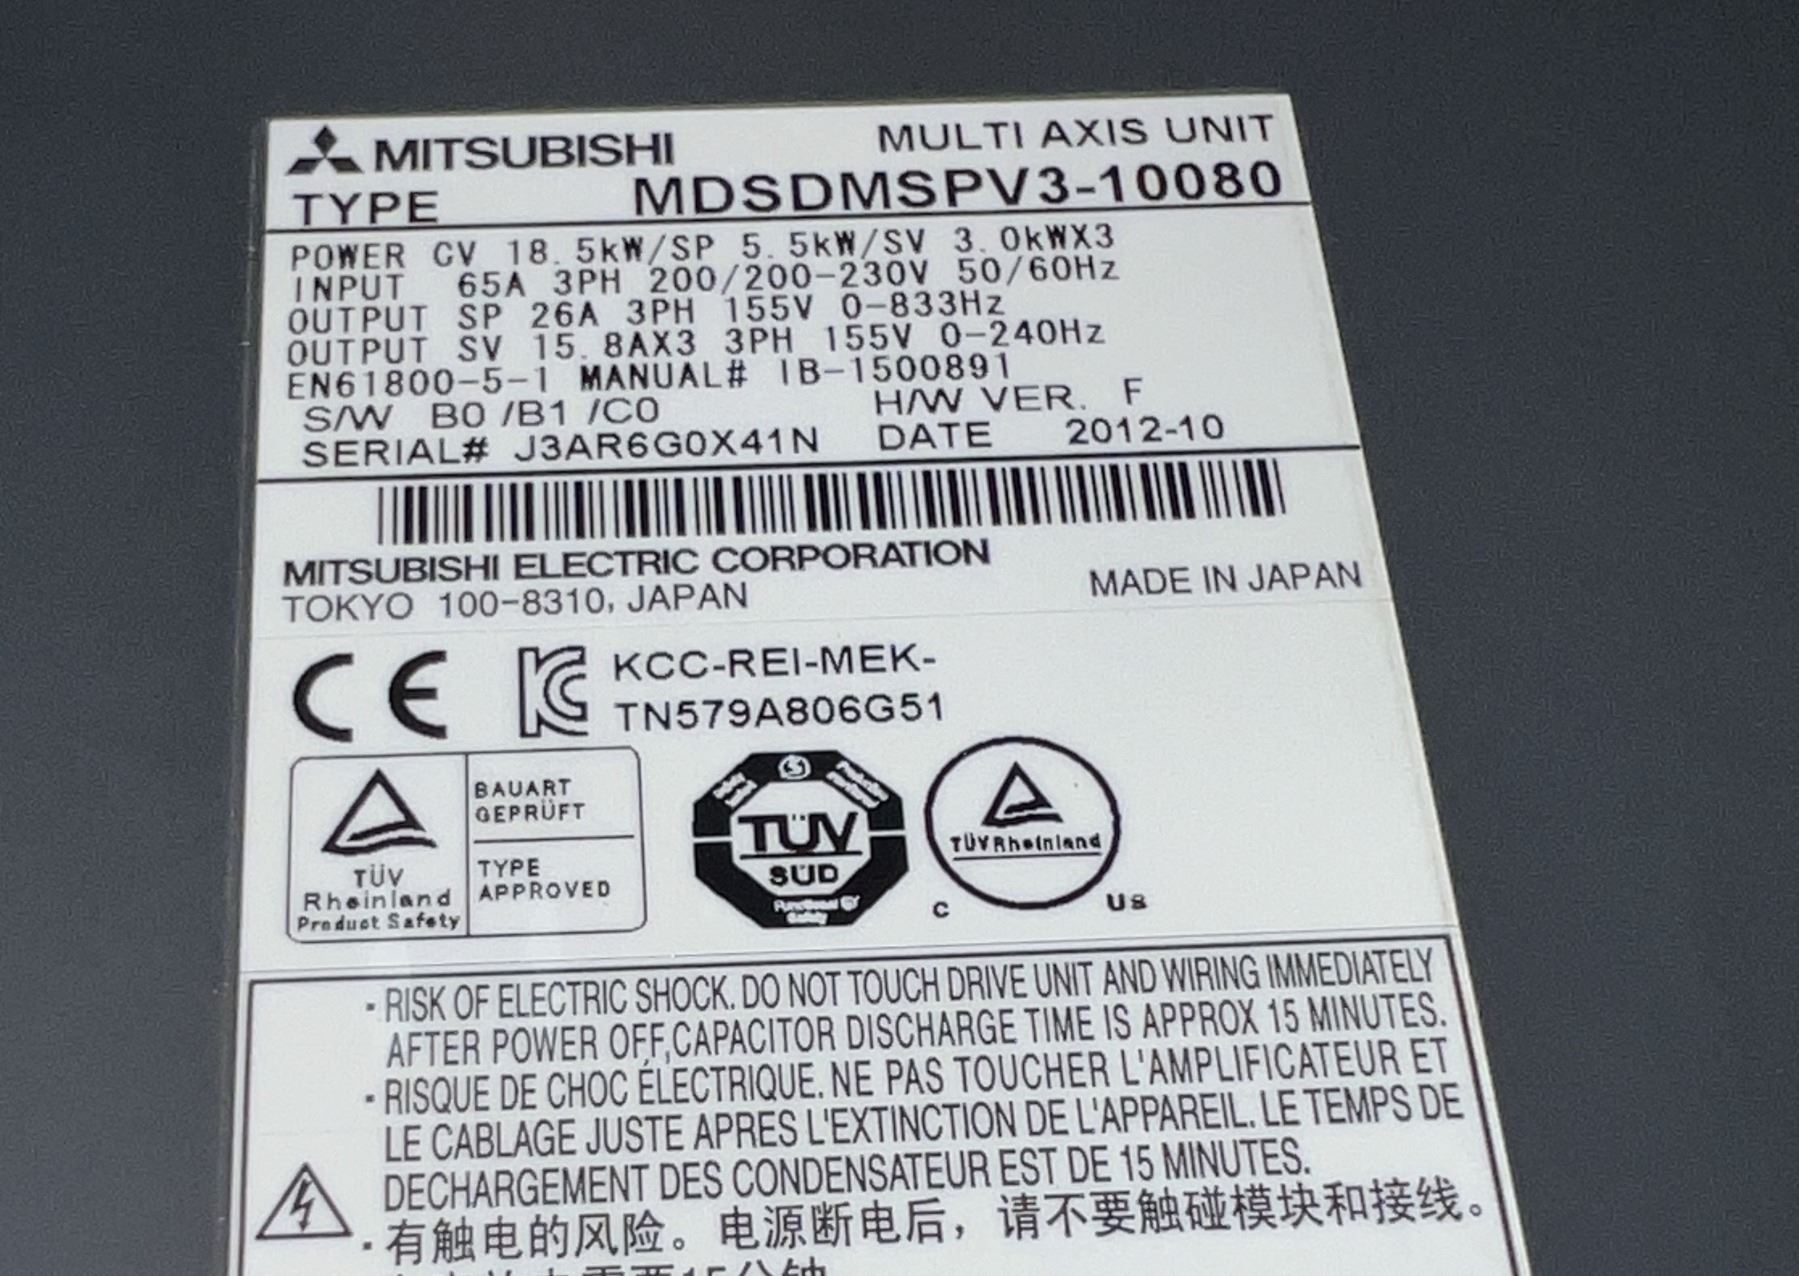 MITSUBISHI MULTI AXIS UNIT
TYPE MDSDMSPV3-10080
POWER CV 18.5kW/SP 5.5kW/SV 3.0kWX3
INPUT 65A 3PH 200/200-230V 50/60Hz
OUTPUT SP 26A 3PH 155V 0-833Hz
OUTPUT SV 15.8AX3 3PH 155V 0-240Hz
EN61800-5-1 MANUAL# IB-1500891
S/W B0 /B1 /C0 H/W VER. F
SERIAL# J3AR6G0X41N DATE 2012-10
MITSUBISHI ELECTRIC CORPORATION
TOKYO 100-8310, JAPAN MADE IN JAPAN
CE KC KCC-REI-MEK-
TN579A806G51
BAUART
GEPRÜFT
TÜV
Rheinland
Product Safety
TYPE
APPROVED
TÜV
SÜD
Functional
Safety
TÜVRheinland
C US
· RISK OF ELECTRIC SHOCK. DO NOT TOUCH DRIVE UNIT AND WIRING IMMEDIATELY
AFTER POWER OFF,CAPACITOR DISCHARGE TIME IS APPROX 15 MINUTES.
· RISQUE DE CHOC ÉLECTRIQUE. NE PAS TOUCHER L'AMPLIFICATEUR ET
LE CABLAGE JUSTE APRES L'EXTINCTION DE L'APPAREIL. LE TEMPS DE
DECHARGEMENT DES CONDENSATEUR EST DE 15 MINUTES.
· 有触电的风险。电源断电后，请不要触碰模块和接线。